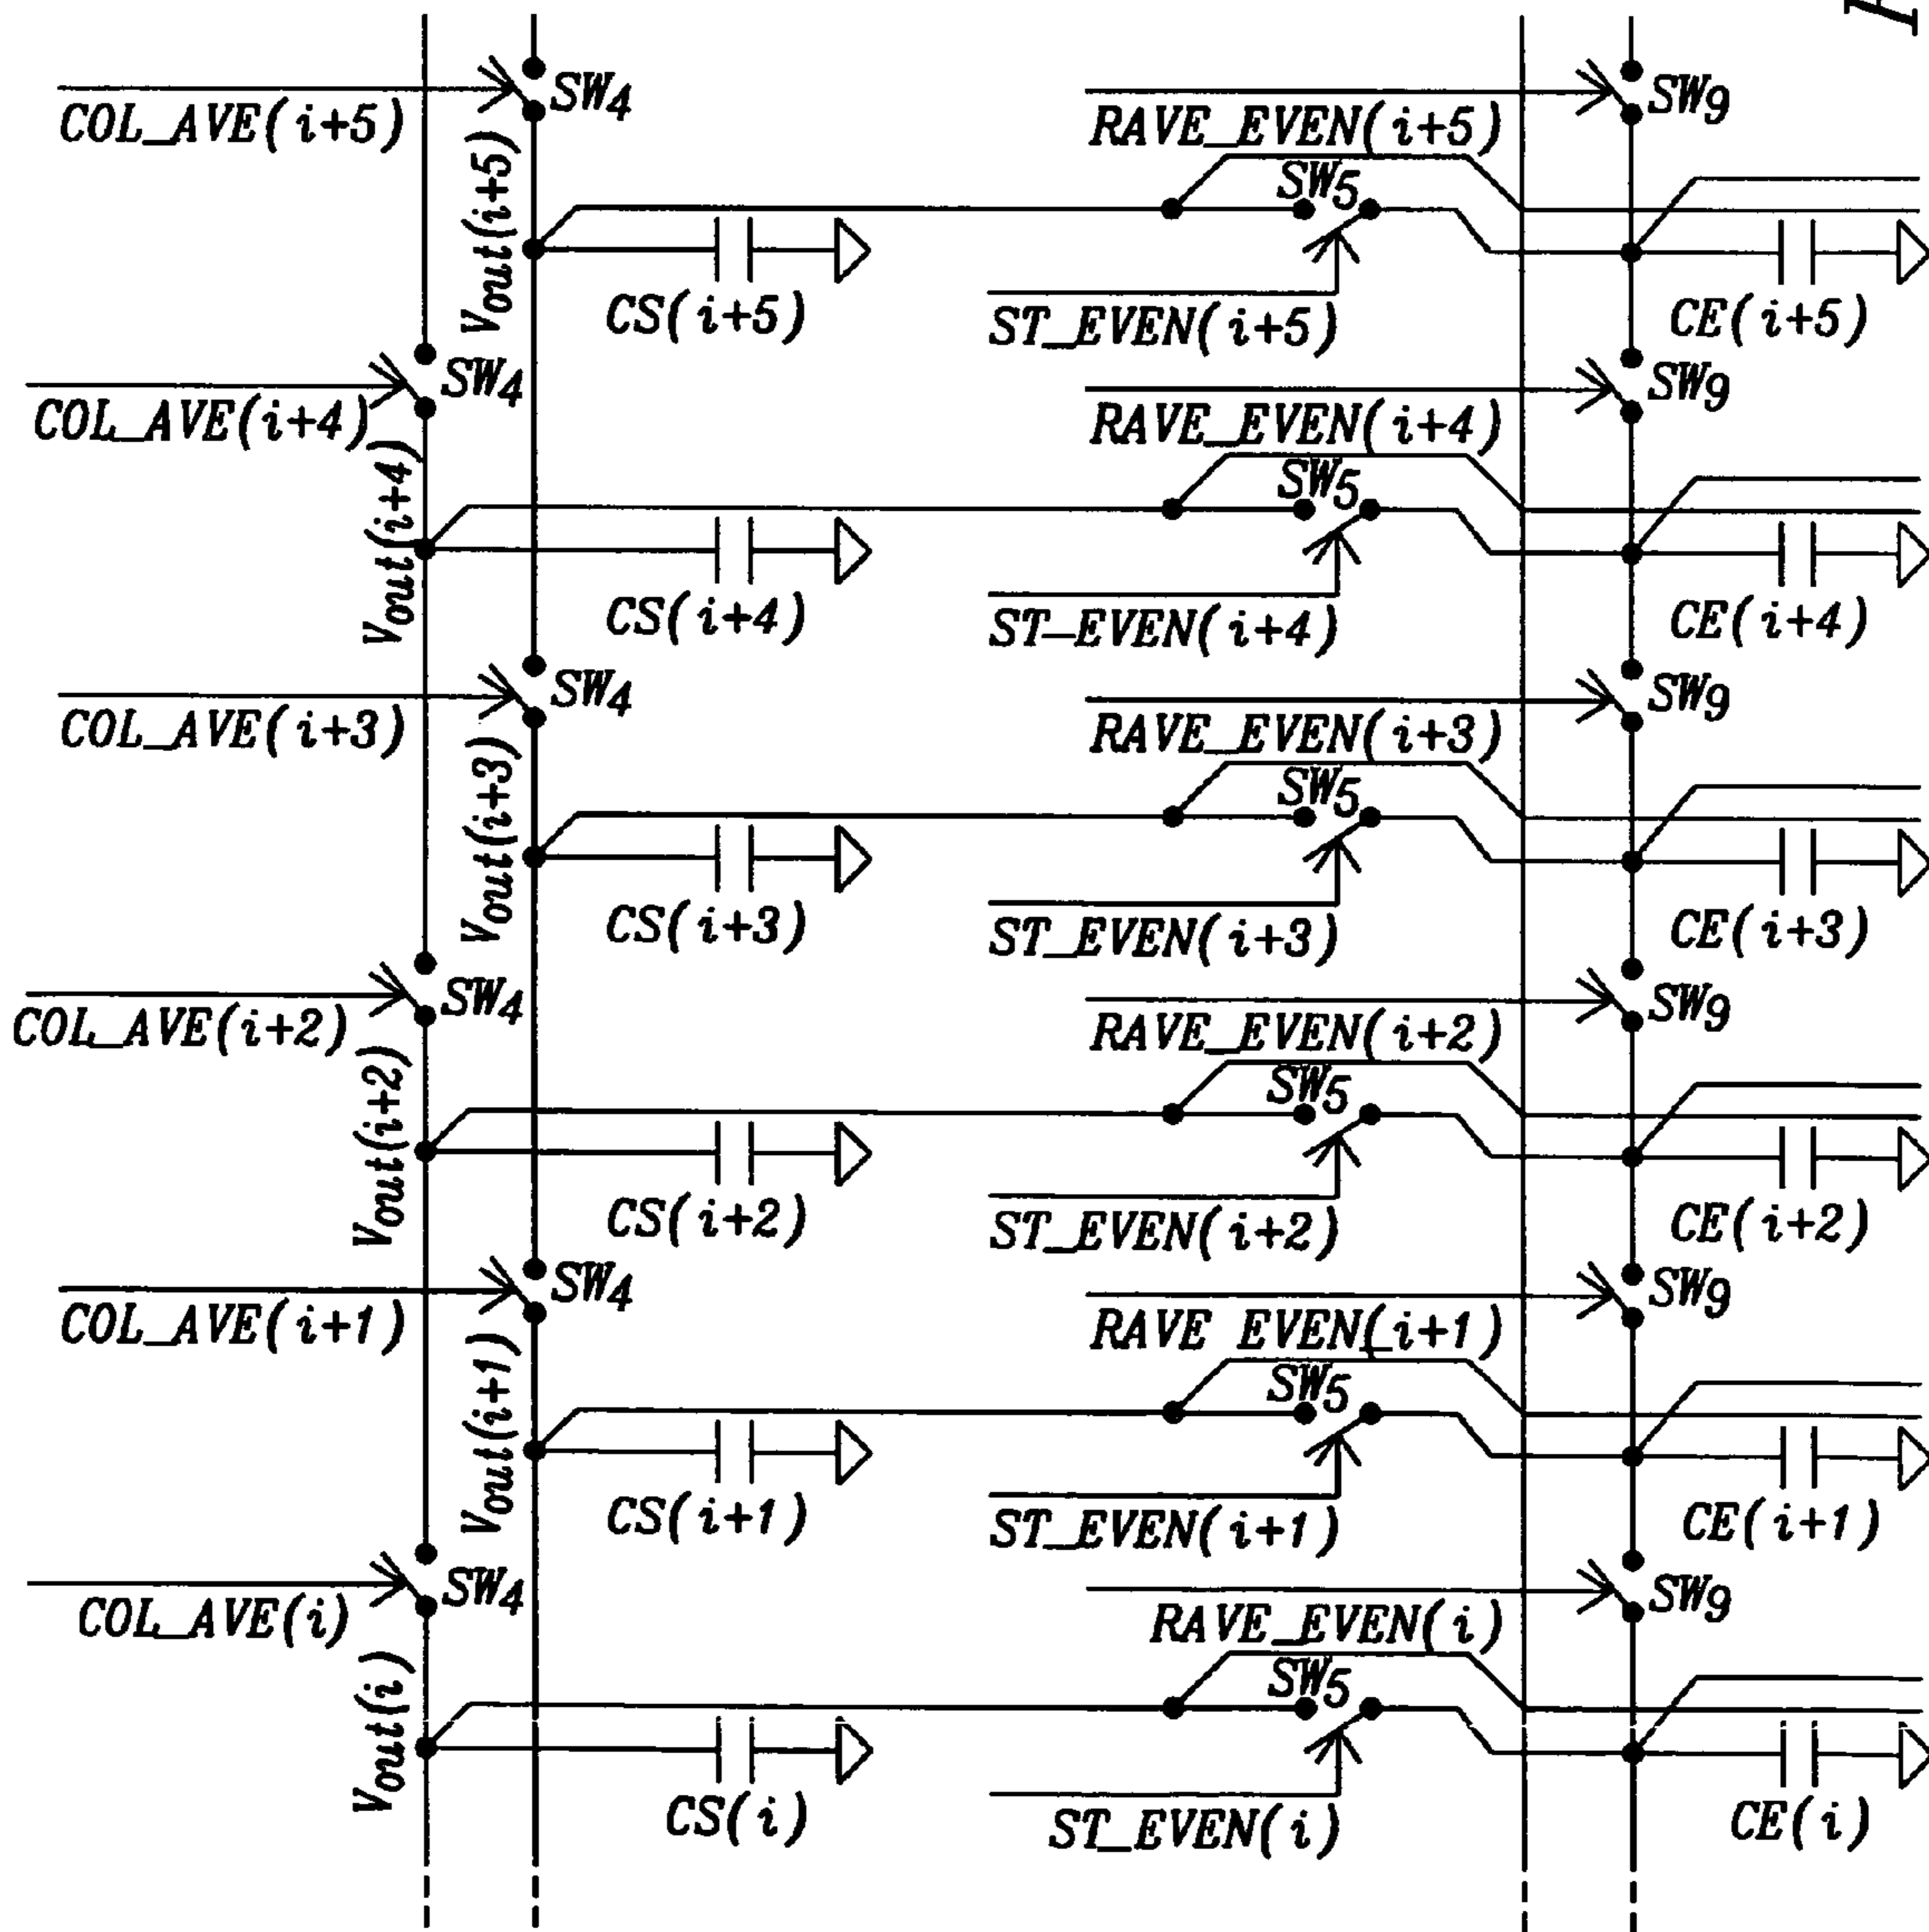 SW4
SW9
COL_AVE(i+5)
RAVE_EVEN(i+5)
Vout(i+5)
SW5
CS(i+5)
ST_EVEN(i+5)
CE(i+5)
SW4
SW9
COL_AVE(i+4)
RAVE_EVEN(i+4)
Vout(i+4)
SW5
CS(i+4)
ST-EVEN(i+4)
CE(i+4)
SW4
SW9
COL_AVE(i+3)
RAVE_EVEN(i+3)
Vout(i+3)
SW5
CS(i+3)
ST_EVEN(i+3)
CE(i+3)
SW4
SW9
COL_AVE(i+2)
RAVE_EVEN(i+2)
Vout(i+2)
SW5
CS(i+2)
ST_EVEN(i+2)
CE(i+2)
SW4
SW9
COL_AVE(i+1)
RAVE EVEN(i+1)
Vout(i+1)
SW5
CS(i+1)
ST_EVEN(i+1)
CE(i+1)
SW4
SW9
COL_AVE(i)
RAVE_EVEN(i)
Vout(i)
SW5
CS(i)
ST_EVEN(i)
CE(i)